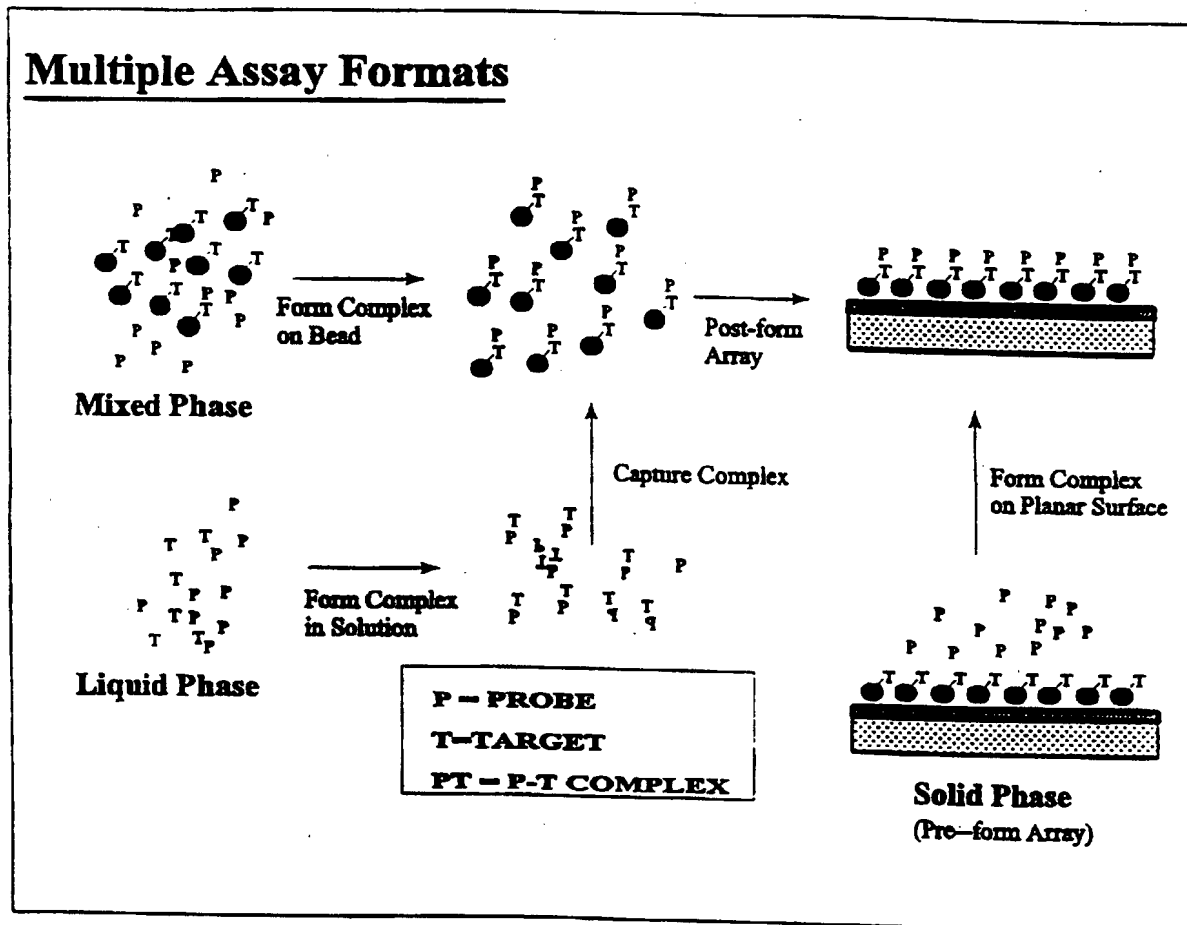 Multiple Assay Formats
P
P
T
T
P
T
T
T
T
T
T
P
T
P
P
T
P
P
P
P
P
P
Mixed Phase
Form Complex
on Bead
P
T
P
T
P
T
P
T
P
T
P
T
P
T
P
T
P
T
P
T
Post-form
Array
P P P P P P P P
T T T T T T T T
Capture Complex
Form Complex
on Planar Surface
P
T
T
P
P
T
P
P
P
T
P
P
T
T
P
Liquid Phase
Form Complex
in Solution
T
P
T
P
P
T
T
P
T
P
P
T
P
T
P
T
P
T
P
P
P
P
P
P
P
P
P
P
P
P
P
T T T T T T T T
P = PROBE
T=TARGET
PT = P-T COMPLEX
Solid Phase
(Pre-form Array)